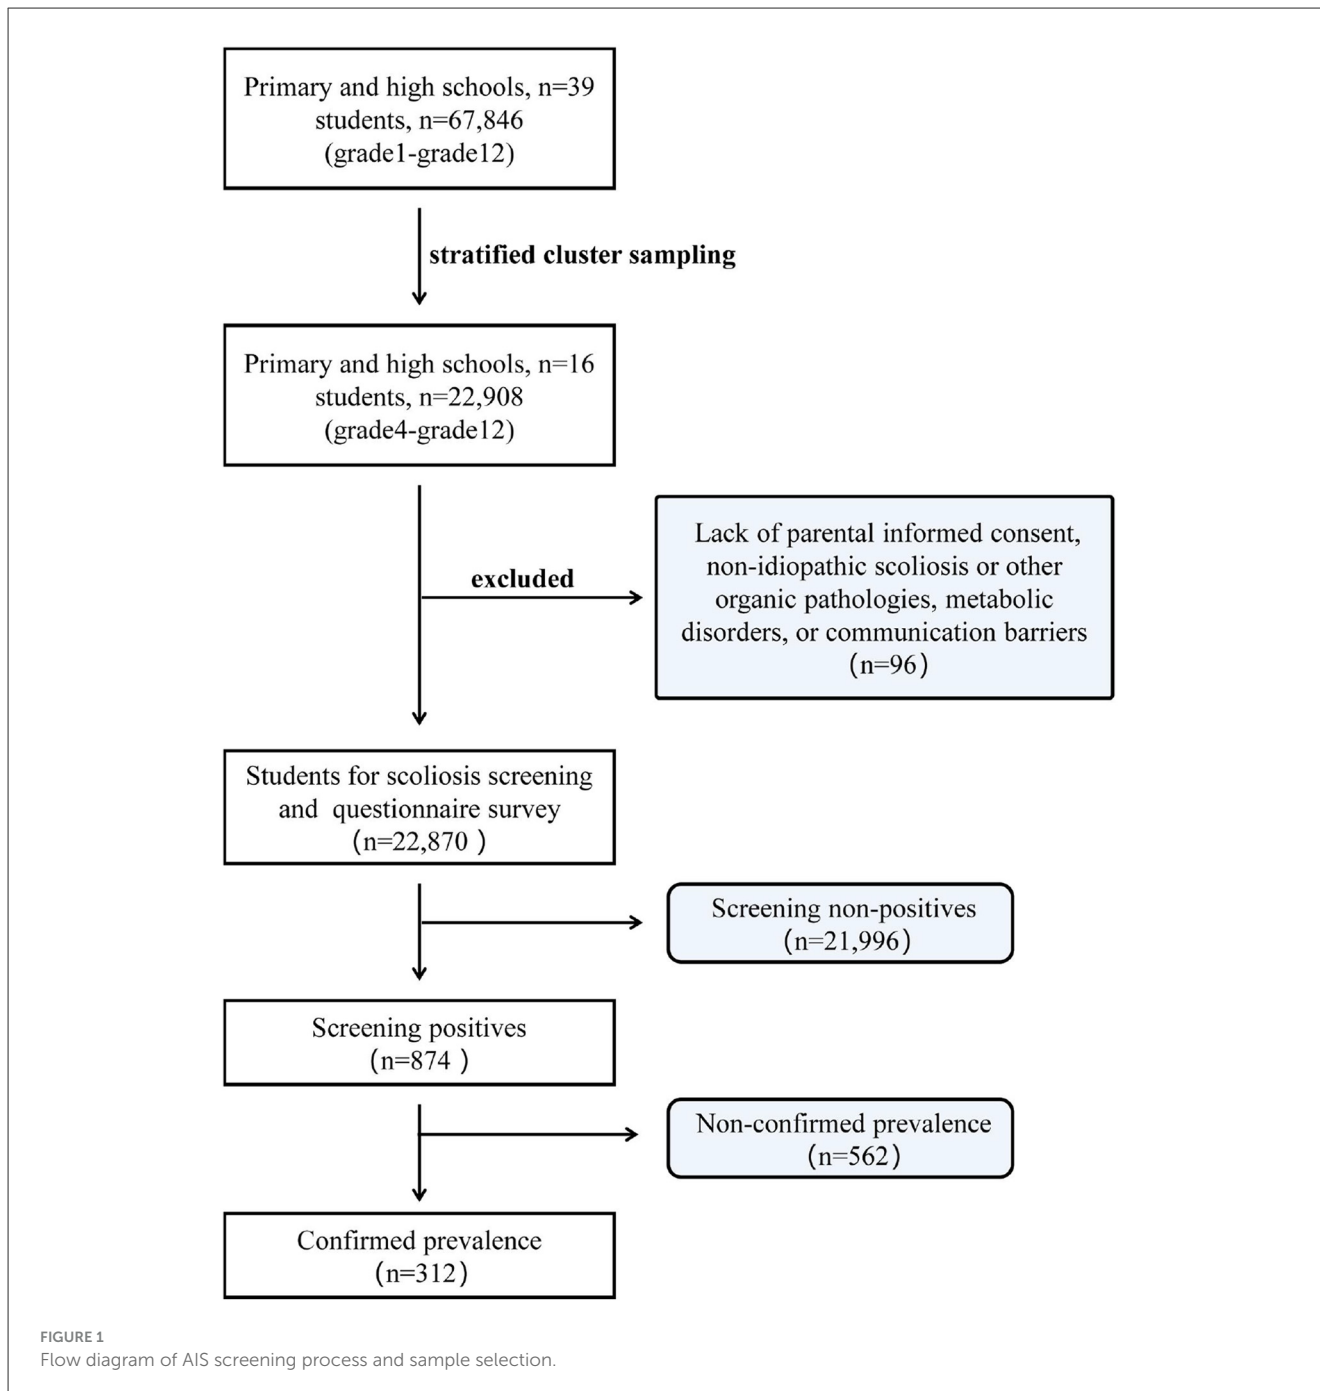 Primary and high schools, n=39
students, n=67,846
(grade1-grade12)
stratified cluster sampling
Primary and high schools, n=16
students, n=22,908
(grade4-grade12)
excluded
Lack of parental informed consent,
non-idiopathic scoliosis or other
organic pathologies, metabolic
disorders, or communication barriers
(n=96)
Students for scoliosis screening
and questionnaire survey
(n=22,870 )
Screening non-positives
(n=21,996)
Screening positives
(n=874 )
Non-confirmed prevalence
(n=562)
Confirmed prevalence
(n=312)
FIGURE 1
Flow diagram of AIS screening process and sample selection.